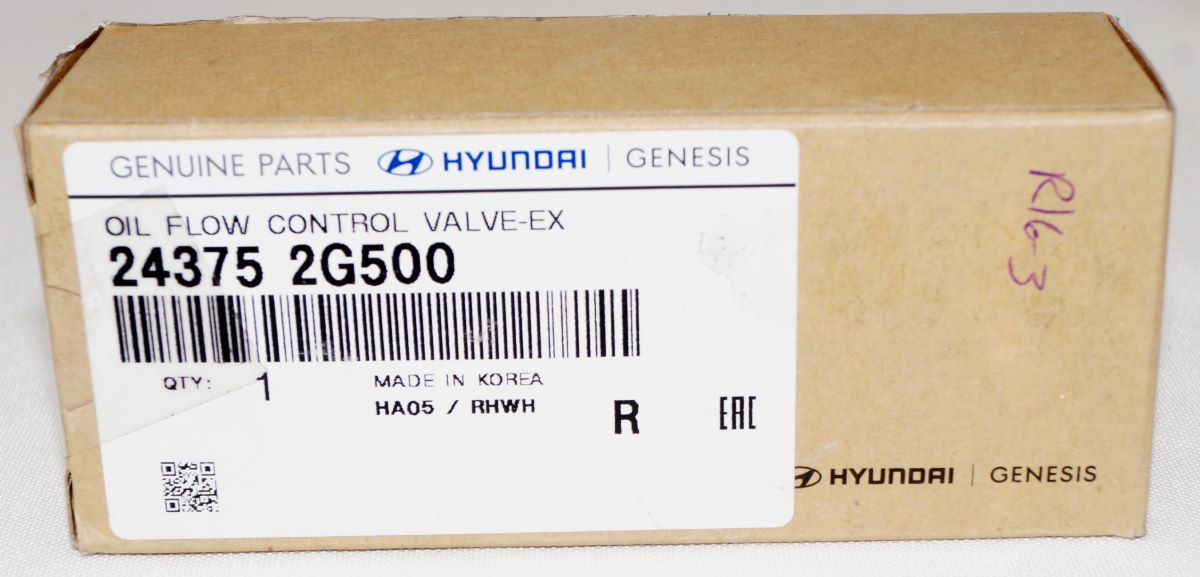 GENUINE PARTS HYUNDAI | GENESIS
OIL FLOW CONTROL VALVE-EX
24375 2G500
QTY: 1
MADE IN KOREA
HA05 / RHWH
R
EAC
R16-3
HYUNDAI | GENESIS